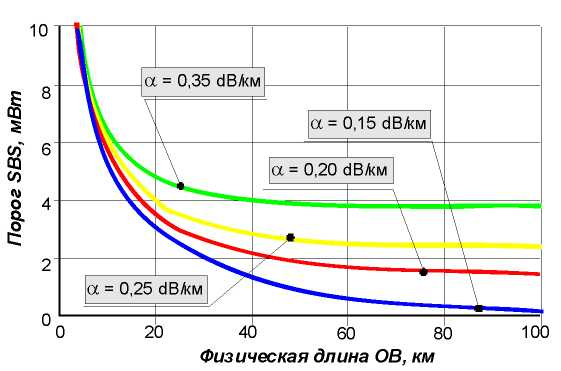 10
8
6
4
2
0
Порог SBS, мВт
α = 0,35 dB/км
α = 0,15 dB/км
α = 0,20 dB/км
α = 0,25 dB/км
0 20 40 60 80 100
Физическая длина ОВ, км